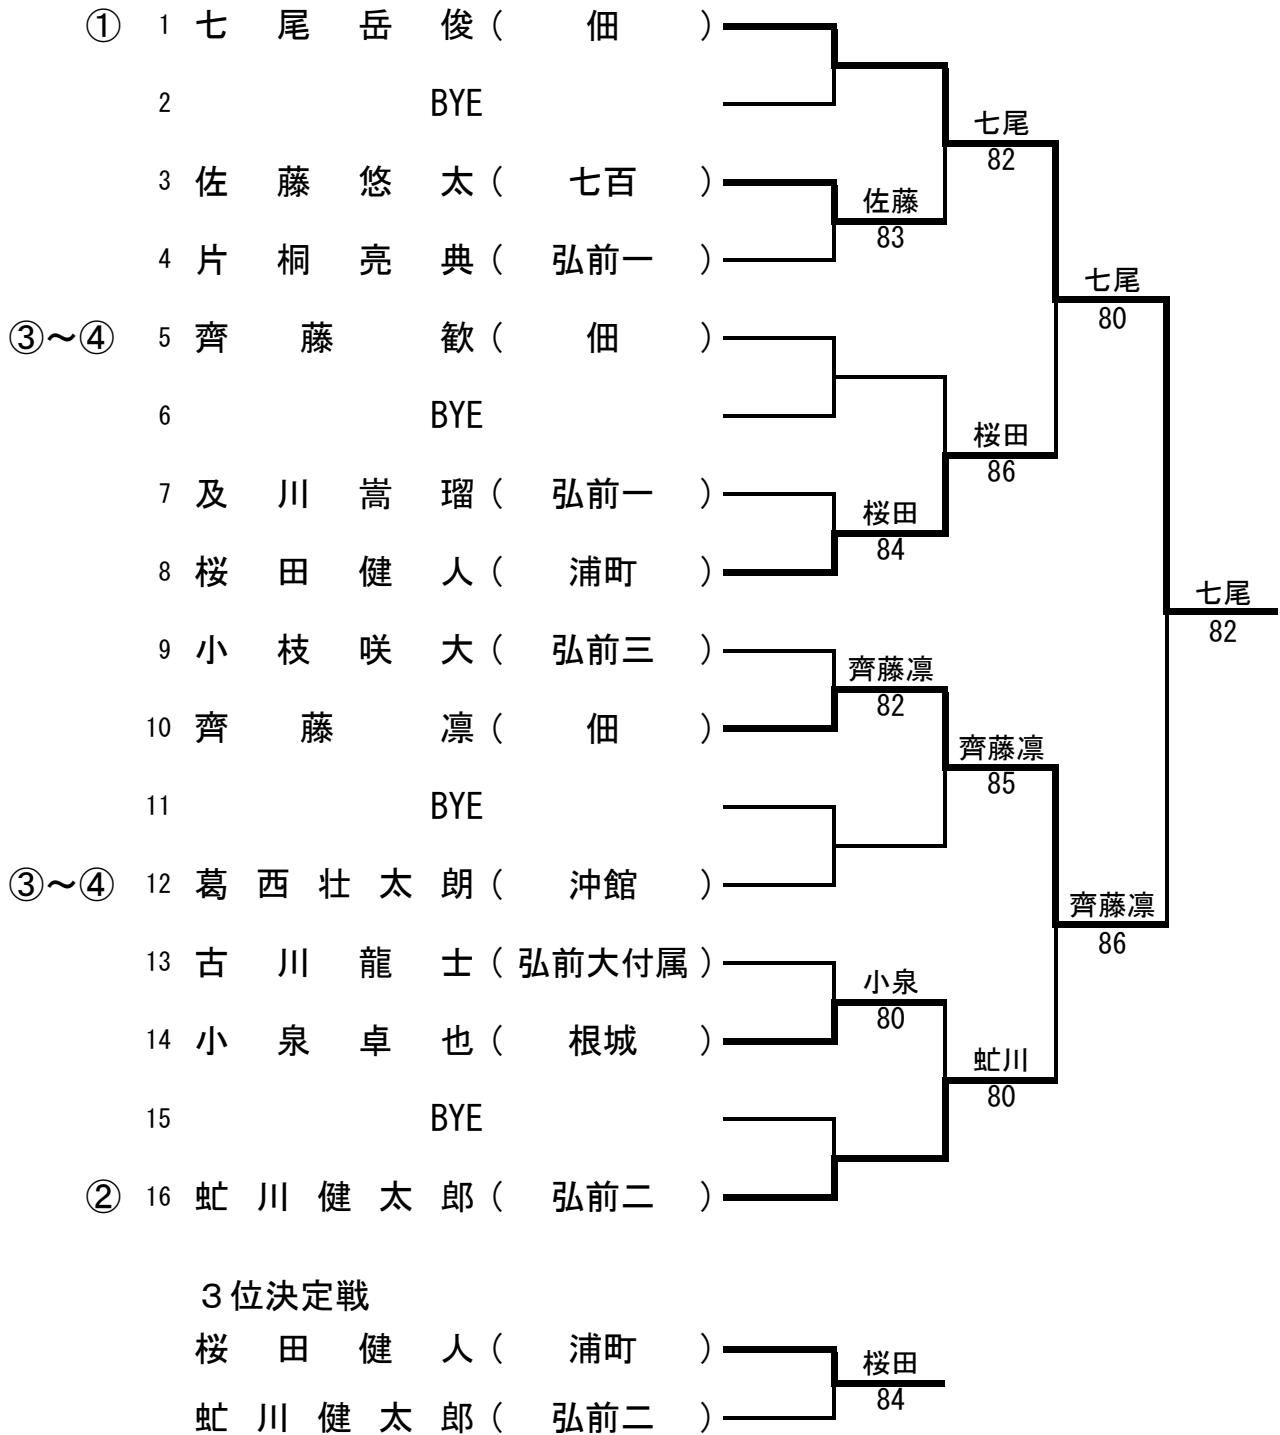 ① 1 七尾岳俊(佃)
2 BYE
七尾
82
3 佐藤悠太(七百)
佐藤
83
4 片桐亮典(弘前一)
七尾
80
③～④ 5 齊藤歓(佃)
6 BYE
桜田
86
7 及川嵩瑠(弘前一)
桜田
84
8 桜田健人(浦町)
七尾
82
9 小枝咲大(弘前三)
齊藤凛
82
10 齊藤凛(佃)
齊藤凛
85
11 BYE
③～④ 12 葛西壮太朗(沖館)
齊藤凛
86
13 古川龍士(弘前大付属)
小泉
80
14 小泉卓也(根城)
虻川
80
15 BYE
② 16 虻川健太郎(弘前二)
３位決定戦
桜田健人(浦町)
桜田
84
虻川健太郎(弘前二)